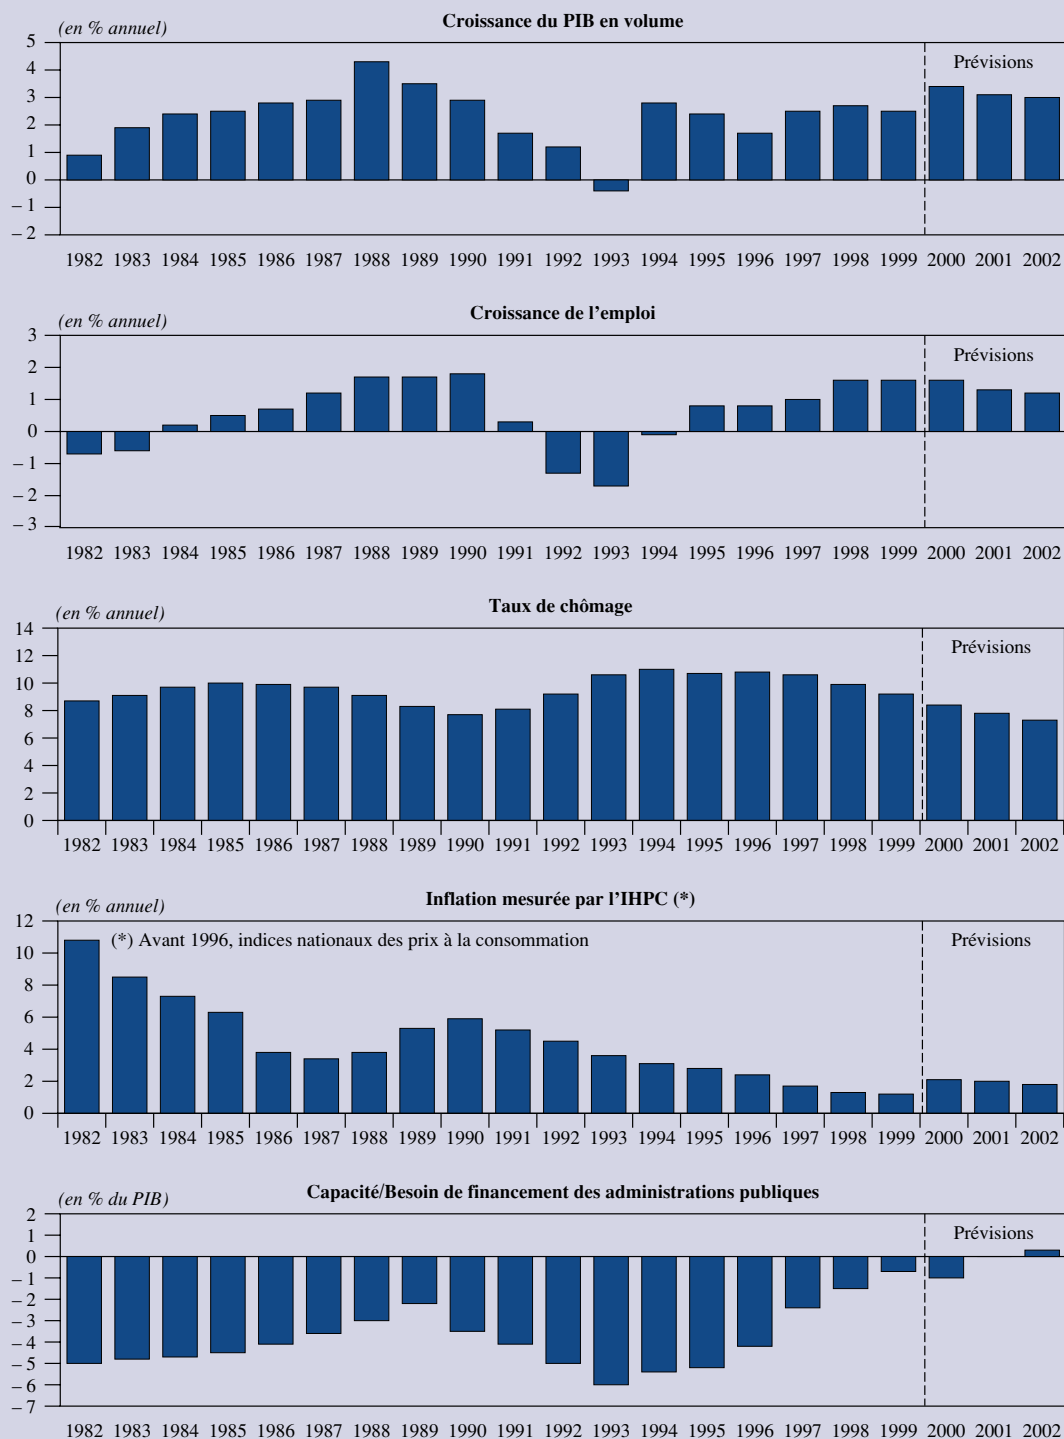 Croissance du PIB en volume
(en % annuel)
Prévisions
5
4
3
2
1
0
– 1
– 2
1982 1983 1984 1985 1986 1987 1988 1989 1990 1991 1992 1993 1994 1995 1996 1997 1998 1999 2000 2001 2002
Croissance de l’emploi
(en % annuel)
Prévisions
3
2
1
0
– 1
– 2
– 3
1982 1983 1984 1985 1986 1987 1988 1989 1990 1991 1992 1993 1994 1995 1996 1997 1998 1999 2000 2001 2002
Taux de chômage
(en % annuel)
Prévisions
14
12
10
8
6
4
2
0
1982 1983 1984 1985 1986 1987 1988 1989 1990 1991 1992 1993 1994 1995 1996 1997 1998 1999 2000 2001 2002
Inflation mesurée par l’IHPC (*)
(en % annuel)
(*) Avant 1996, indices nationaux des prix à la consommation
Prévisions
12
10
8
6
4
2
0
1982 1983 1984 1985 1986 1987 1988 1989 1990 1991 1992 1993 1994 1995 1996 1997 1998 1999 2000 2001 2002
Capacité/Besoin de financement des administrations publiques
(en % du PIB)
Prévisions
2
1
0
– 1
– 2
– 3
– 4
– 5
– 6
– 7
1982 1983 1984 1985 1986 1987 1988 1989 1990 1991 1992 1993 1994 1995 1996 1997 1998 1999 2000 2001 2002